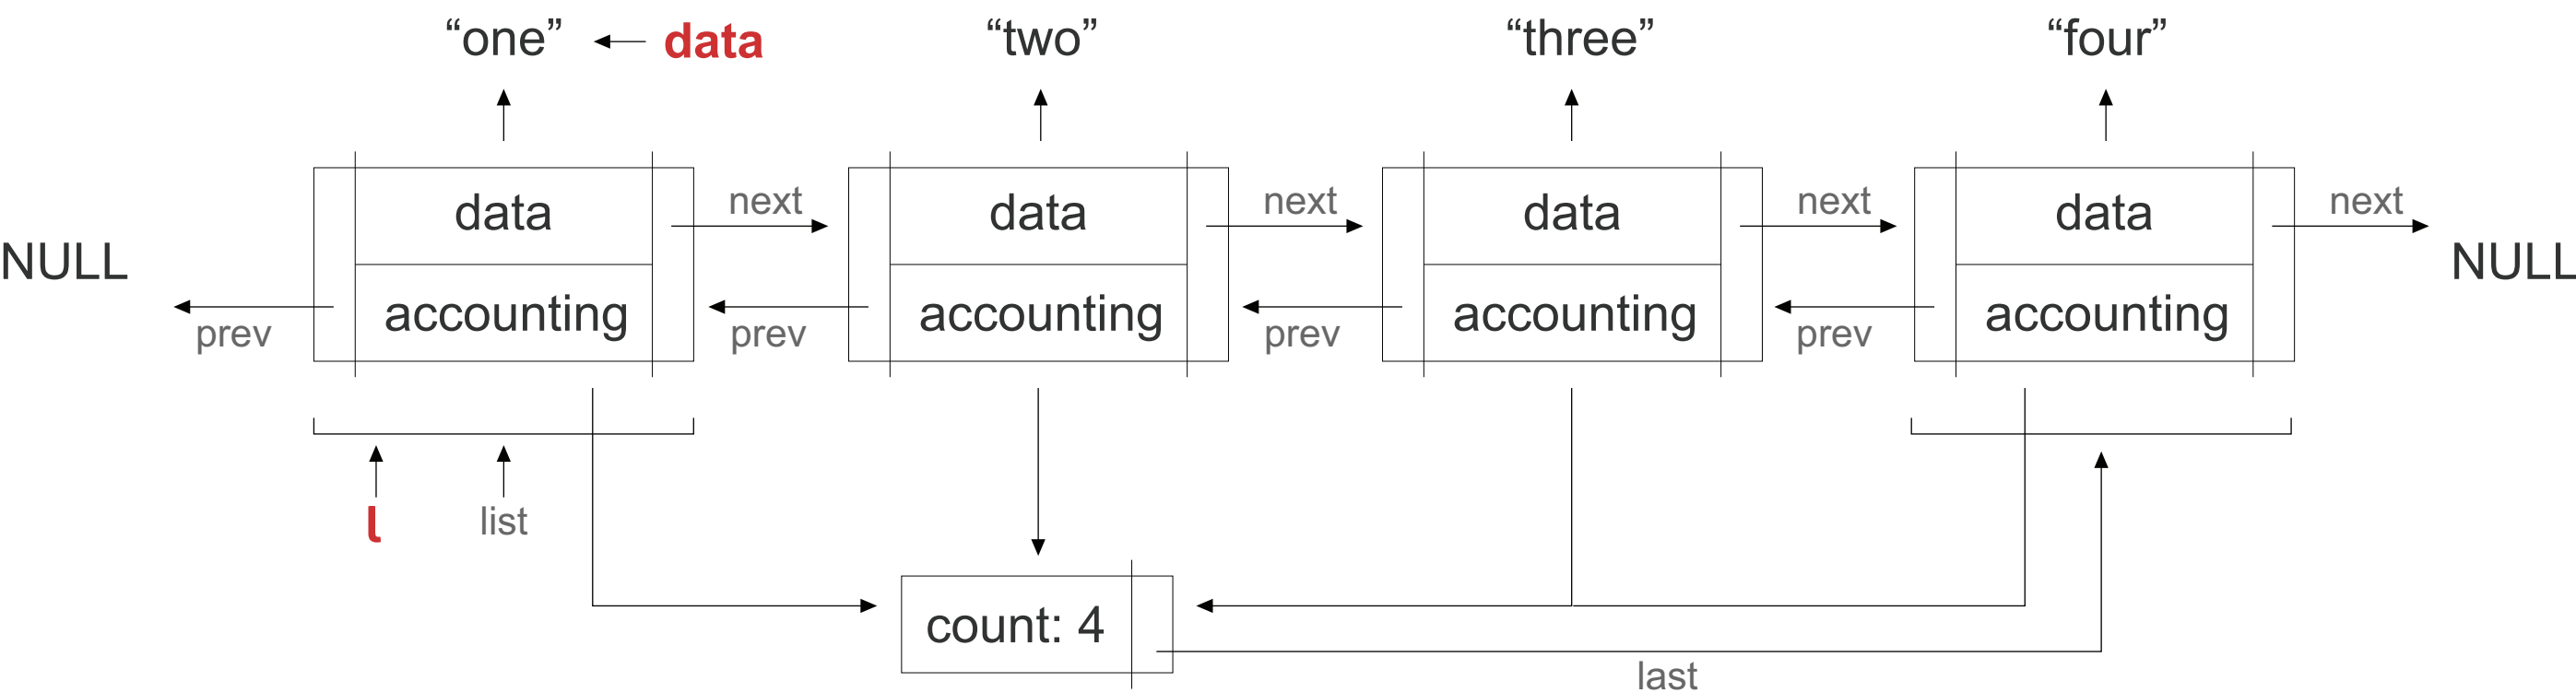 “one” data “two” “three” “four”
data next data next data next data next
NULL NULL
accounting accounting accounting accounting
prev prev prev prev
l list
count: 4
last